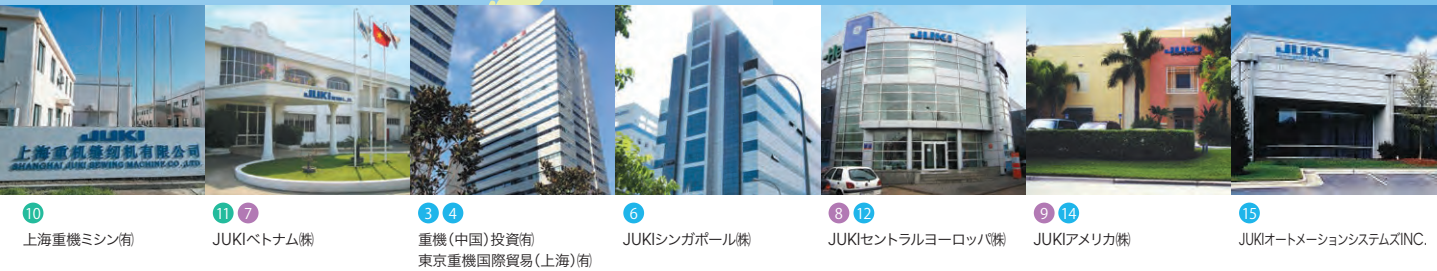 JUKI
上海重机缝纫机有限公司
SHANGHAI JUKI SEWING MACHINE CO.,LTD.
JUKI
JUKI
JUKI
JUKI
10
上海重機ミシン㈲
11 7
JUKIベトナム㈱
3 4
重機(中国)投資㈲
東京重機国際貿易(上海)㈲
6
JUKIシンガポール㈱
8 12
JUKIセントラルヨーロッパ㈱
9 14
JUKIアメリカ㈱
15
JUKIオートメーションシステムズINC.